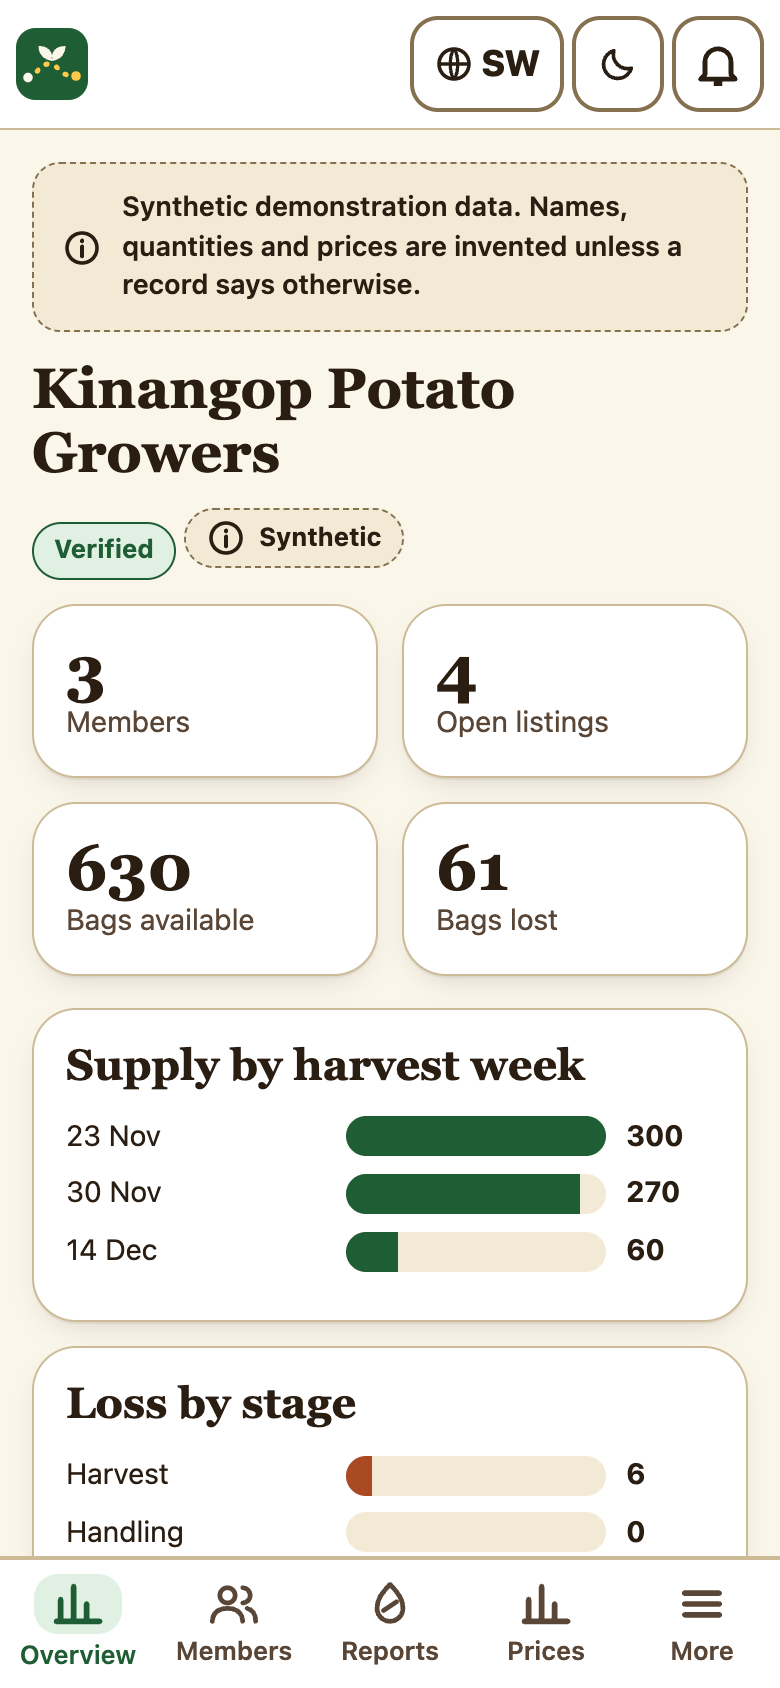 SW
Synthetic demonstration data. Names,
quantities and prices are invented unless a
record says otherwise.
Kinangop Potato
Growers
Verified
Synthetic
3
Members
4
Open listings
630
Bags available
61
Bags lost
Supply by harvest week
23 Nov 300
30 Nov 270
14 Dec 60
Loss by stage
Harvest 6
Handling 0
Overview
Members
Reports
Prices
More